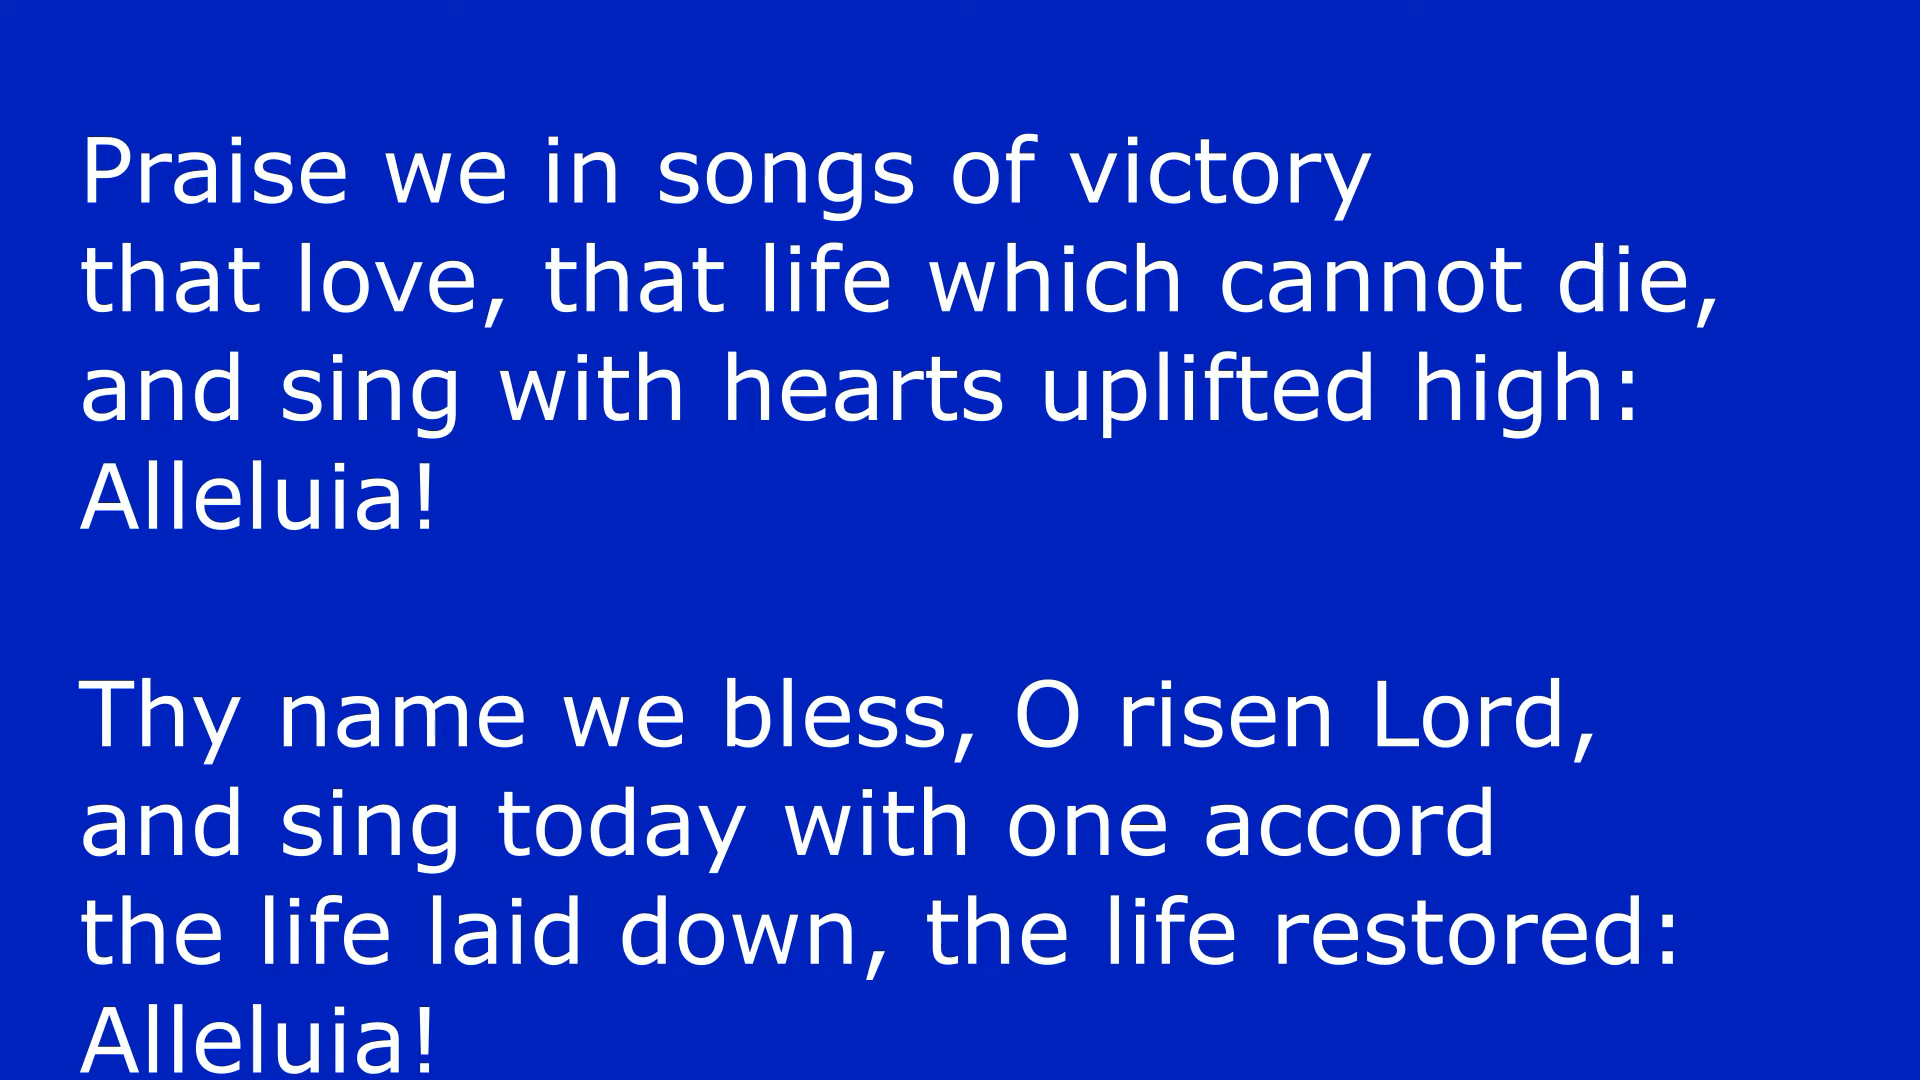 Praise we in songs of victory
that love, that life which cannot die,
and sing with hearts uplifted high:
Alleluia!
Thy name we bless, O risen Lord,
and sing today with one accord
the life laid down, the life restored:
Alleluia!